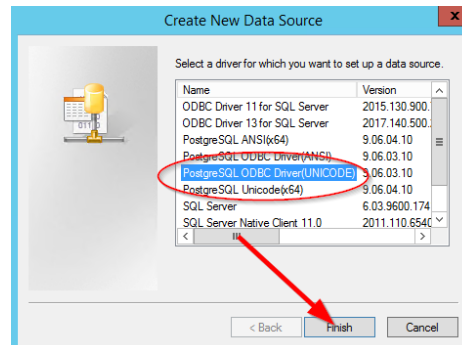 Create New Data Source
x
Select a driver for which you want to set up a data source.
Name Version
ODBC Driver 11 for SQL Server 2015.130.900.
ODBC Driver 13 for SQL Server 2017.140.500.
PostgreSQL ANSI(x64) 9.06.04.10
PostgreSQL ODBC Driver(ANSI) 9.06.03.10
PostgreSQL ODBC Driver(UNICODE) 9.06.03.10
PostgreSQL Unicode(x64) 9.06.04.10
SQL Server 6.03.9600.174
SQL Server Native Client 11.0 2011.110.6540
< Back Finish Cancel